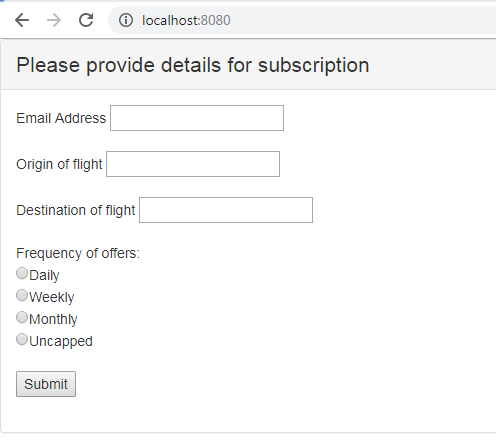 localhost:8080
Please provide details for subscription
Email Address
Origin of flight
Destination of flight
Frequency of offers:
Daily
Weekly
Monthly
Uncapped
Submit